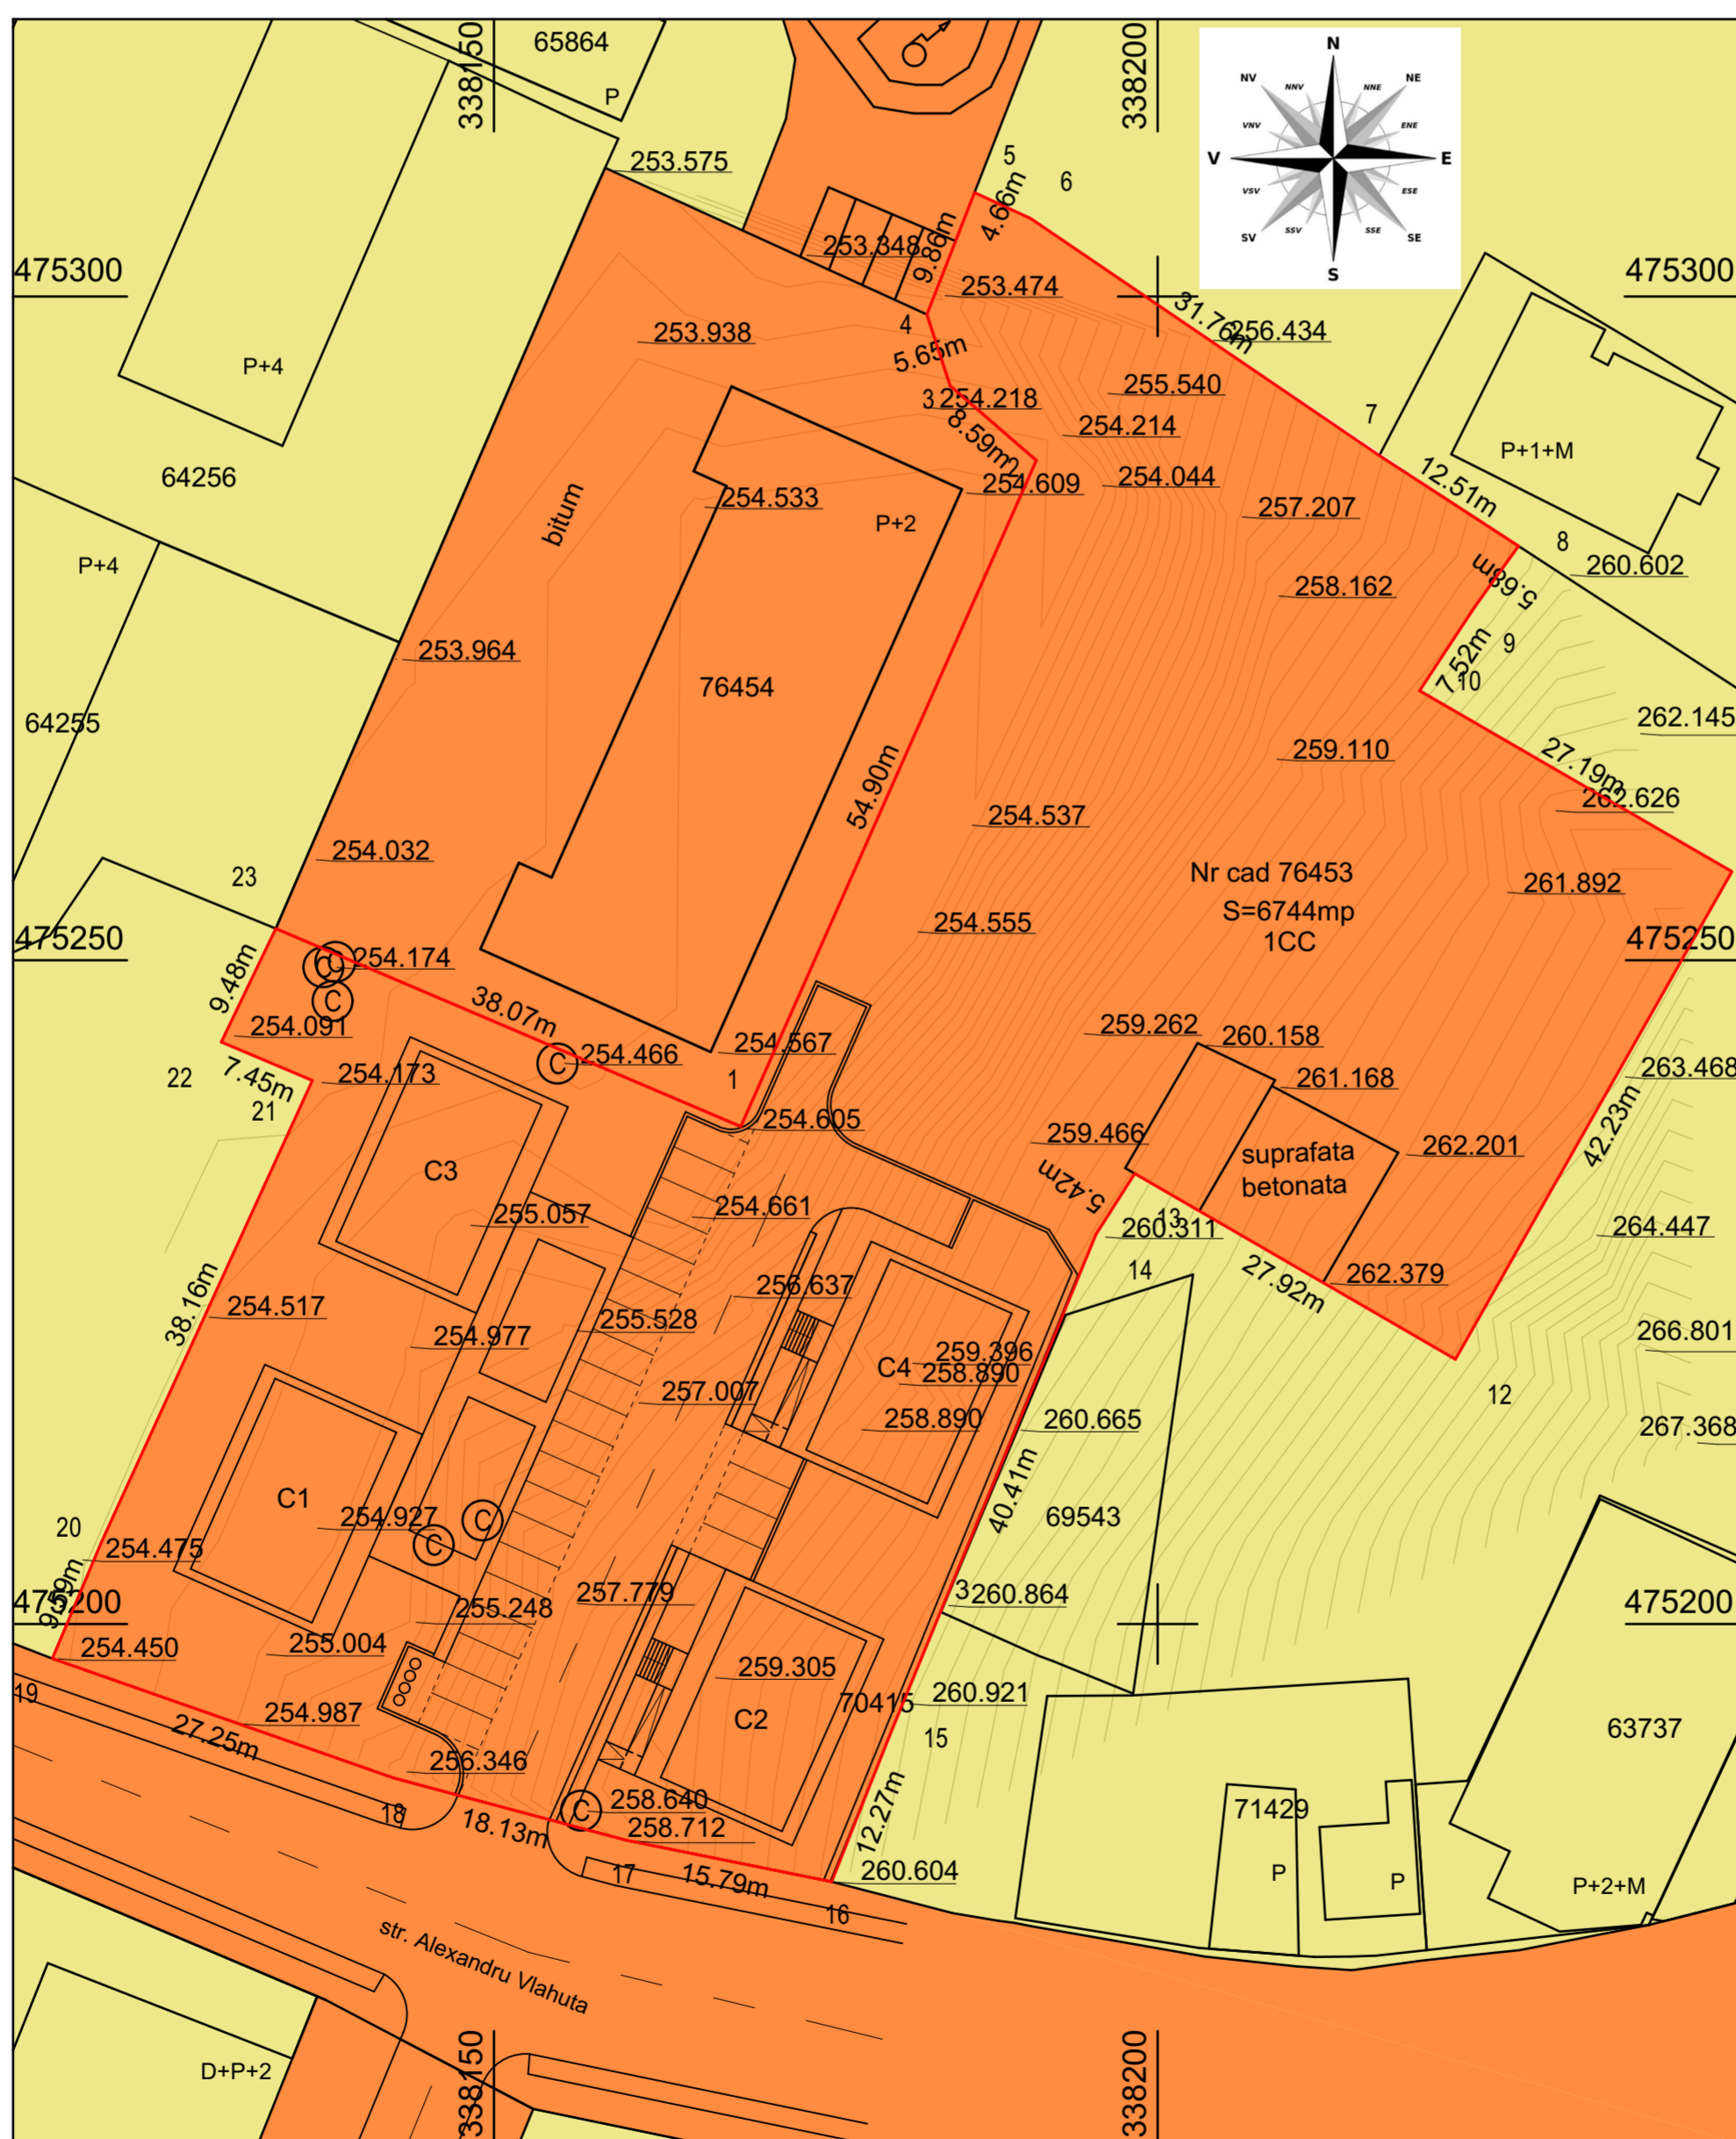 338150
65864
P
338200
N
NV
NNV
NNE
NE
VNV
ENE
V
E
VSV
ESE
SV
SSV
SSE
SE
S
253.575
5
6
4.66m
9.86m
253.348
475300
475300
253.474
31.76m
256.434
253.938
4
5.65m
P+4
255.540
3
254.218
7
254.214
8.59m
P+1+M
64256
2
254.609
254.044
12.51m
254.533
257.207
bitum
P+2
8
P+4
5.68m
260.602
258.162
253.964
9
7.52m
10
76454
64255
262.145
259.110
27.19m
262.626
54.90m
254.537
254.032
Nr cad 76453
23
261.892
S=6744mp
254.555
475250
1CC
475250
C
C
254.174
9.48m
C
38.07m
254.091
259.262
260.158
254.567
C
254.466
7.45m
254.173
22
1
261.168
263.468
21
254.605
42.23m
259.466
suprafata
262.201
C3
betonata
5.42m
255.057
254.661
13
260.311
264.447
14
256.637
262.379
27.92m
38.16m
254.517
255.528
254.977
266.801
259.396
C4
258.890
257.007
12
258.890
260.665
267.368
C1
40.41m
254.927
C
69543
20
C
254.475
9.59m
257.779
3
260.864
475200
255.248
475200
254.450
255.004
259.305
19
260.921
70415
254.987
C2
27.25m
15
63737
256.346
12.27m
C
258.640
71429
18
18.13m
258.712
260.604
17
15.79m
P
P
P+2+M
16
str. Alexandru Vlahuta
D+P+2
338150
338200